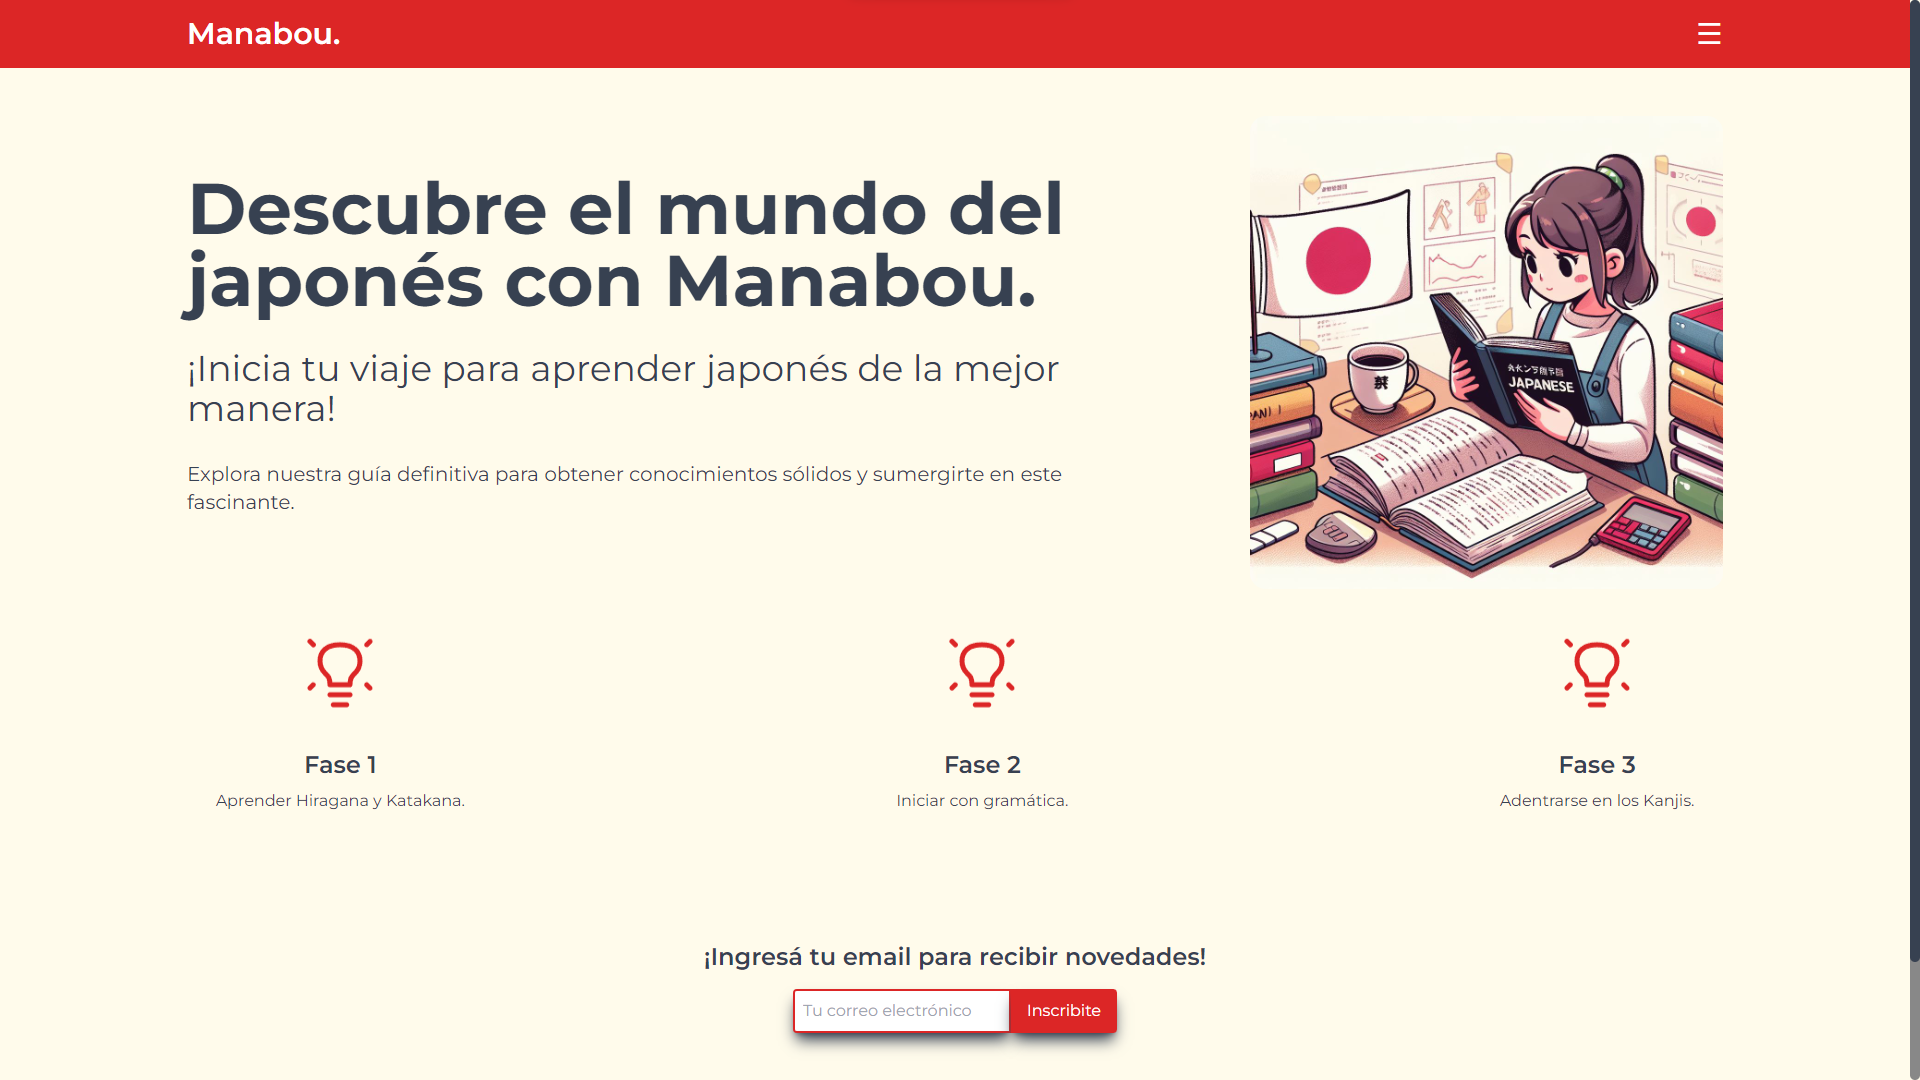 Manabou.
Descubre el mundo del
japonés con Manabou.
¡Inicia tu viaje para aprender japonés de la mejor
manera!
Explora nuestra guía definitiva para obtener conocimientos sólidos y sumergirte en este
fascinante.
JAPANESE
Fase 1
Aprender Hiragana y Katakana.
Fase 2
Iniciar con gramática.
Fase 3
Adentrarse en los Kanjis.
¡Ingresá tu email para recibir novedades!
Tu correo electrónico
Inscribite